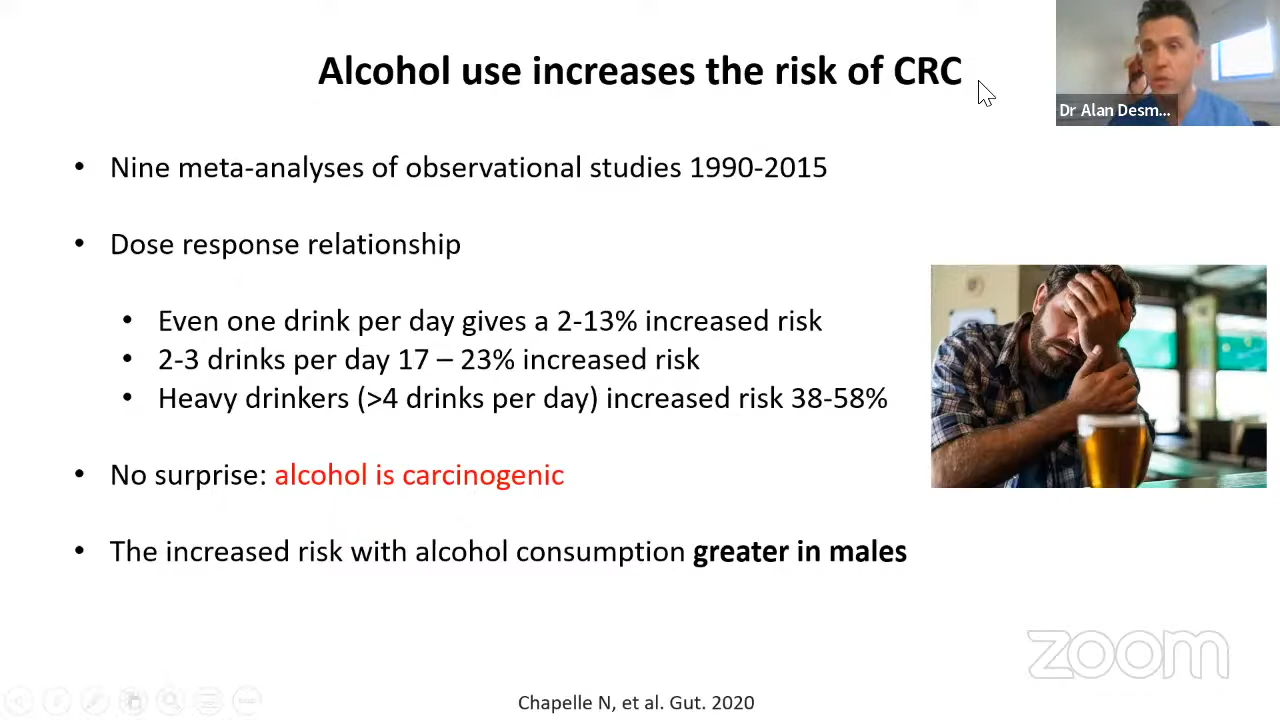 Alcohol use increases the risk of CRC
Dr Alan Desm...
• Nine meta-analyses of observational studies 1990-2015
• Dose response relationship
• Even one drink per day gives a 2-13% increased risk
• 2-3 drinks per day 17 – 23% increased risk
• Heavy drinkers (>4 drinks per day) increased risk 38-58%
• No surprise: alcohol is carcinogenic
• The increased risk with alcohol consumption greater in males
zoom
Chapelle N, et al. Gut. 2020